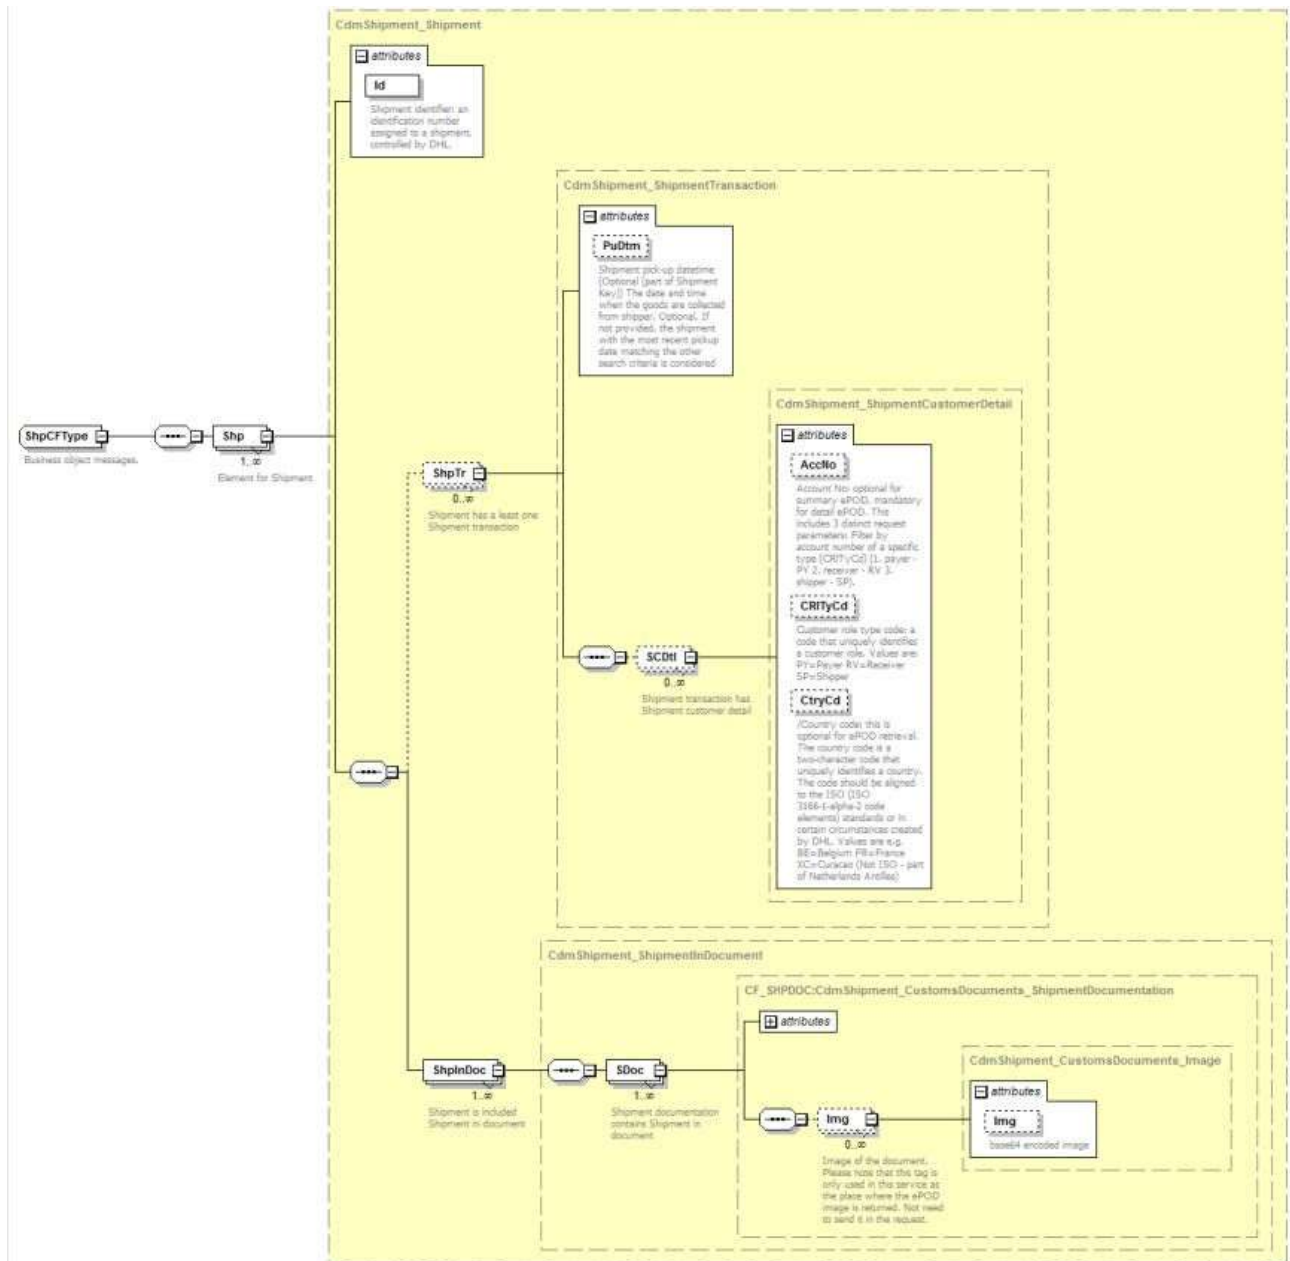 CdmShipment_Shipment
attributes
Id
Shipment identifier: an
identification number
assigned to a shipment,
controlled by DHL.
CdmShipment_ShipmentTransaction
attributes
PuDtm
Shipment pick-up datetime
(Optional (part of Shipment
Key)) The date and time
when the goods are collected
from shipper. Optional. If
not provided, the shipment
with the most recent pickup
date matching the other
search criteria is considered
CdmShipment_ShipmentCustomerDetail
attributes
AccNo
Account No: optional for
summary ePOD, mandatory
for detail ePOD. This
includes 3 distinct request
parameters: Filter by
account number of a specific
type (CRlTyCd) (1. payer -
PY 2. receiver - RV 3.
shipper - SP).
CRlTyCd
Customer role type code: a
code that uniquely identifies
a customer role. Values are:
PY=Payer RV=Receiver
SP=Shipper
CtryCd
/Country code: this is
optional for ePOD retrieval.
The country code is a
two-character code that
uniquely identifies a country.
The code should be aligned
to the ISO (ISO
3166-1-alpha-2 code
elements) standards or in
certain circumstances created
by DHL. Values are e.g.
BE=Belgium FR=France
XC=Curacao (Not ISO - part
of Netherlands Antilles)
ShpCFType
Business object messages.
Shp
1..∞
Element for Shipment
ShpTr
0..∞
Shipment has a least one
Shipment transaction
SCDtl
0..∞
Shipment transaction has
Shipment customer detail
CdmShipment_ShipmentInDocument
CF_SHPDOC:CdmShipment_CustomsDocuments_ShipmentDocumentation
attributes
ShpInDoc
1..∞
Shipment is included
Shipment in document
SDoc
1..∞
Shipment documentation
contains Shipment in
document
Img
0..∞
Image of the document.
Please note that this tag is
only used in this service as
the place where the ePOD
image is returned. Not need
to send it in the request.
CdmShipment_CustomsDocuments_Image
attributes
Img
base64 encoded image